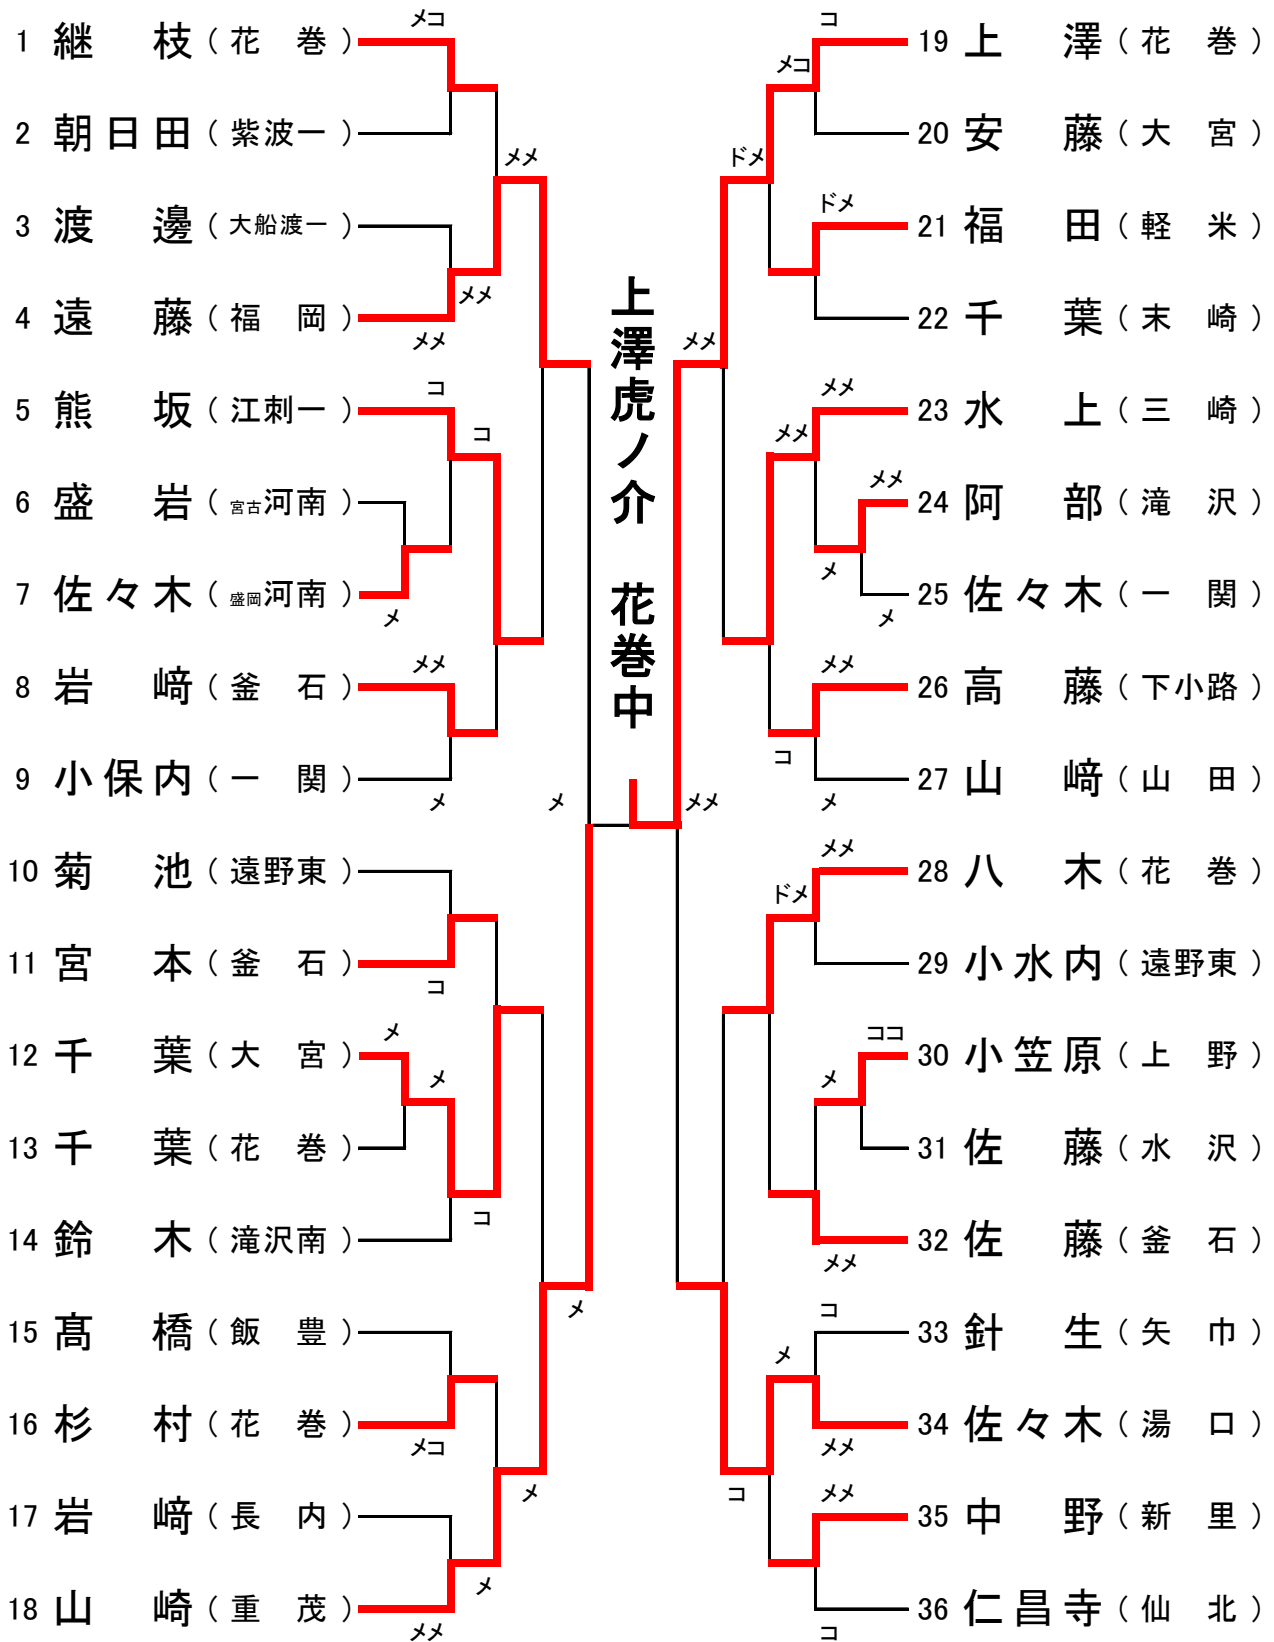 メコ
1 継枝（花巻）
2 朝日田（紫波一）
メメ
3 渡邊（大船渡一）
メメ
4 遠藤（福岡）
メメ
コ
5 熊坂（江刺一）
コ
6 盛岩（宮古河南）
7 佐々木（盛岡河南）
メ
メメ
8 岩﨑（釜石）
9 小保内（一関）
メ
メ
10 菊池（遠野東）
11 宮本（釜石）
コ
メ
12 千葉（大宮）
メ
13 千葉（花巻）
コ
14 鈴木（滝沢南）
メ
15 髙橋（飯豊）
16 杉村（花巻）
メコ
メ
17 岩﨑（長内）
メ
18 山崎（重茂）
メメ
上澤虎ノ介　花巻中
コ
19 上澤（花巻）
メコ
20 安藤（大宮）
ドメ
ドメ
21 福田（軽米）
22 千葉（末崎）
メメ
メメ
23 水上（三崎）
メメ
メメ
24 阿部（滝沢）
メ
25 佐々木（一関）
メ
メメ
26 高藤（下小路）
コ
27 山﨑（山田）
メ
メメ
メメ
28 八木（花巻）
ドメ
29 小水内（遠野東）
ココ
30 小笠原（上野）
メ
31 佐藤（水沢）
32 佐藤（釜石）
メメ
コ
33 針生（矢巾）
メ
34 佐々木（湯口）
メメ
コ
メメ
35 中野（新里）
36 仁昌寺（仙北）
コ